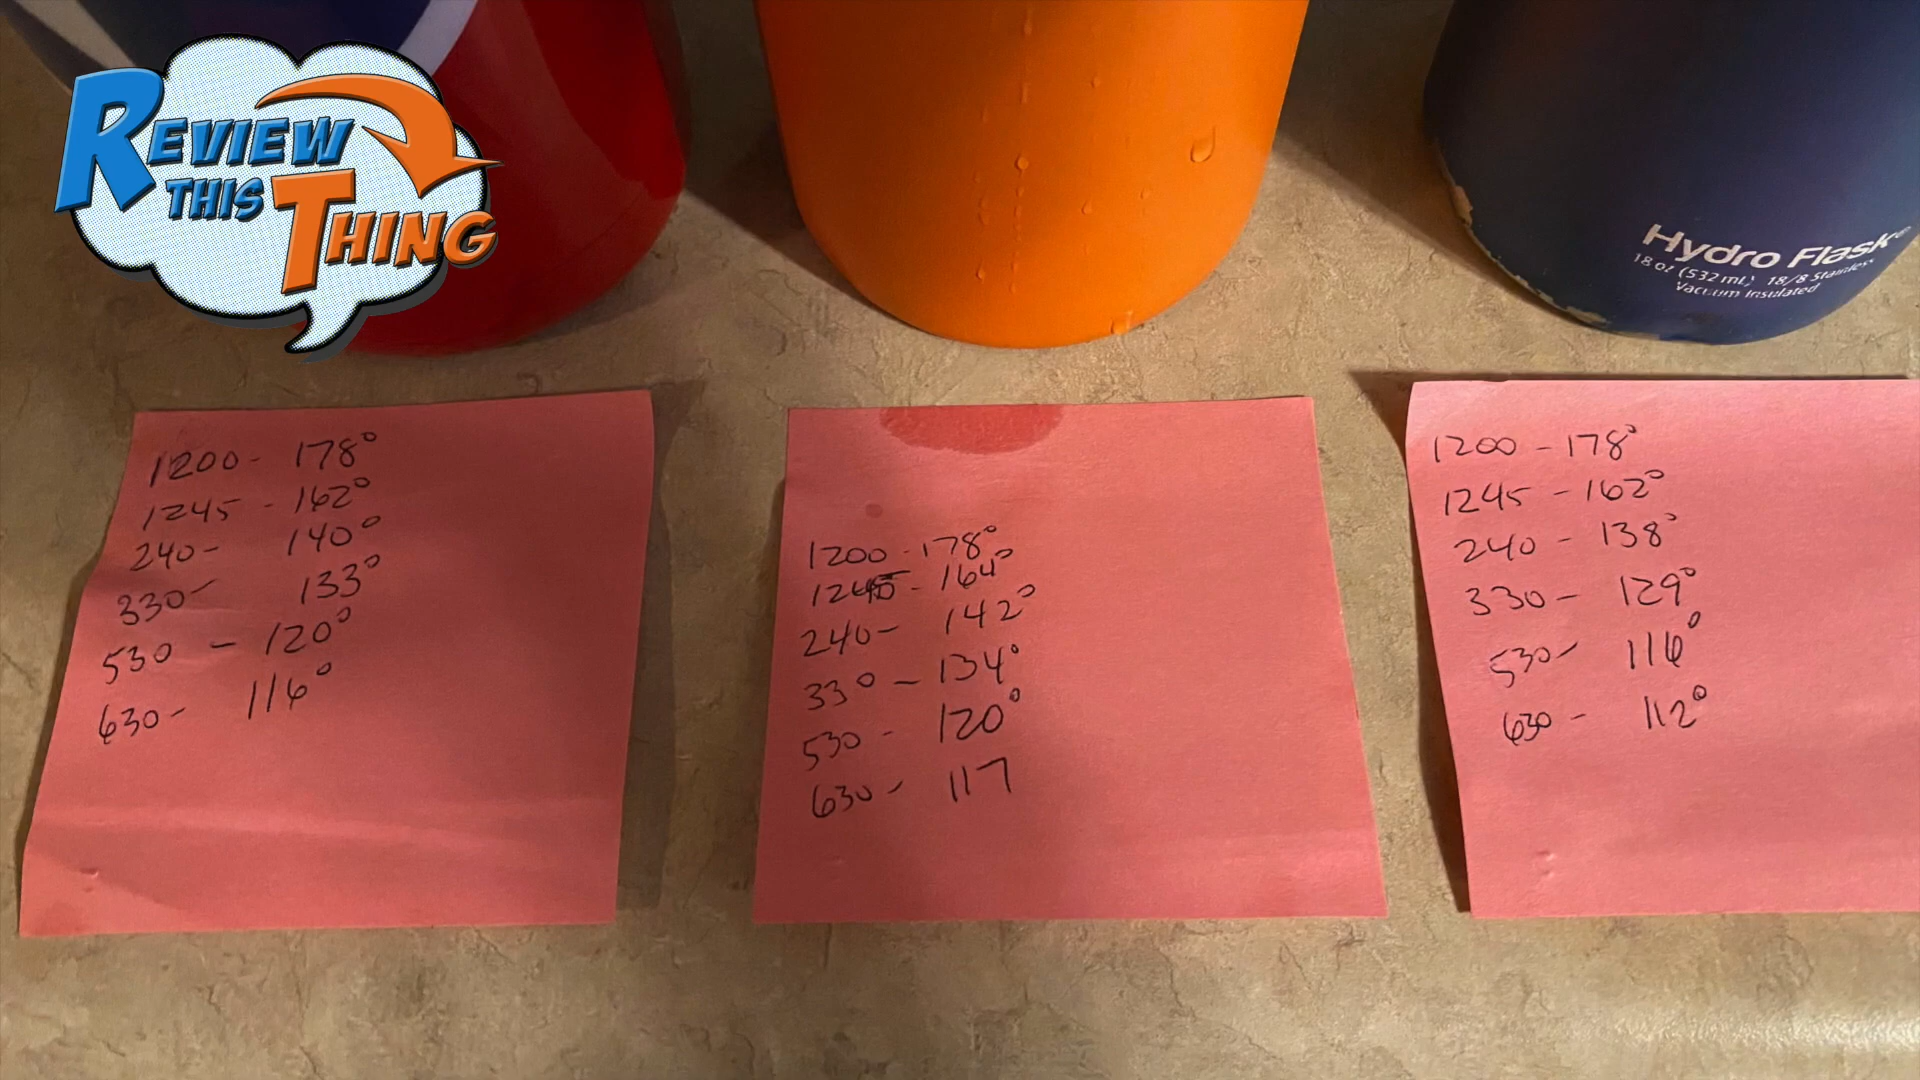 REVIEW
THIS THING
Hydro Flask
18 oz (532 mL) 18/8 Stainless
Vacuum Insulated
1200 - 178°
1245 - 162°
240 - 140°
330 - 133°
530 - 120°
630 - 116°
1200 - 178°
1245 - 164°
240 - 142°
330 - 134°
530 - 120°
630 - 117
1200 - 178°
1245 - 162°
240 - 138°
330 - 129°
530 - 116°
630 - 112°